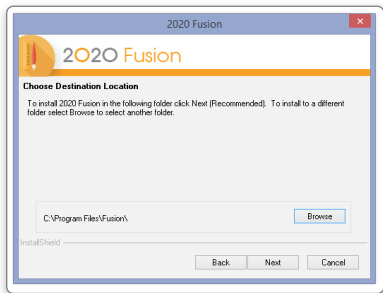 2020 Fusion
2020 Fusion
Choose Destination Location
To install 2020 Fusion in the following folder click Next (Recommended). To install to a different
folder select Browse to select another folder.
C:\Program Files\Fusion\
Browse
InstallShield
Back
Next
Cancel